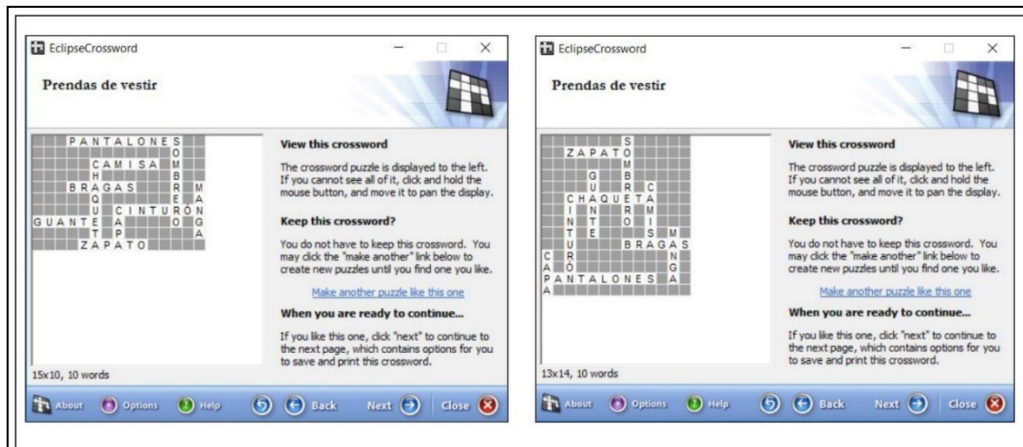 EclipseCrossword
Prendas de vestir
PANTALONES
O
CAMISA M
H B
BRAGAS R M
Q E A
U CINTURÓN
GUANTE A O G
T P A
ZAPATO
15x10, 10 words
View this crossword
The crossword puzzle is displayed to the left.
If you cannot see all of it, click and hold the
mouse button, and move it to pan the display.
Keep this crossword?
You do not have to keep this crossword. You
may click the "make another" link below to
create new puzzles until you find one you like.
Make another puzzle like this one
When you are ready to continue...
If you like this one, click "next" to continue to
the next page, which contains options for you
to save and print this crossword.
About Options Help Back Next Close
EclipseCrossword
Prendas de vestir
S
ZAPATO
M
G B
U R C
CHAQUETA
I N R M
N T O I
T E S M
U BRAGAS
C R N
A Ó G
PANTALONES A
A
13x14, 10 words
View this crossword
The crossword puzzle is displayed to the left.
If you cannot see all of it, click and hold the
mouse button, and move it to pan the display.
Keep this crossword?
You do not have to keep this crossword. You
may click the "make another" link below to
create new puzzles until you find one you like.
Make another puzzle like this one
When you are ready to continue...
If you like this one, click "next" to continue to
the next page, which contains options for you
to save and print this crossword.
About Options Help Back Next Close